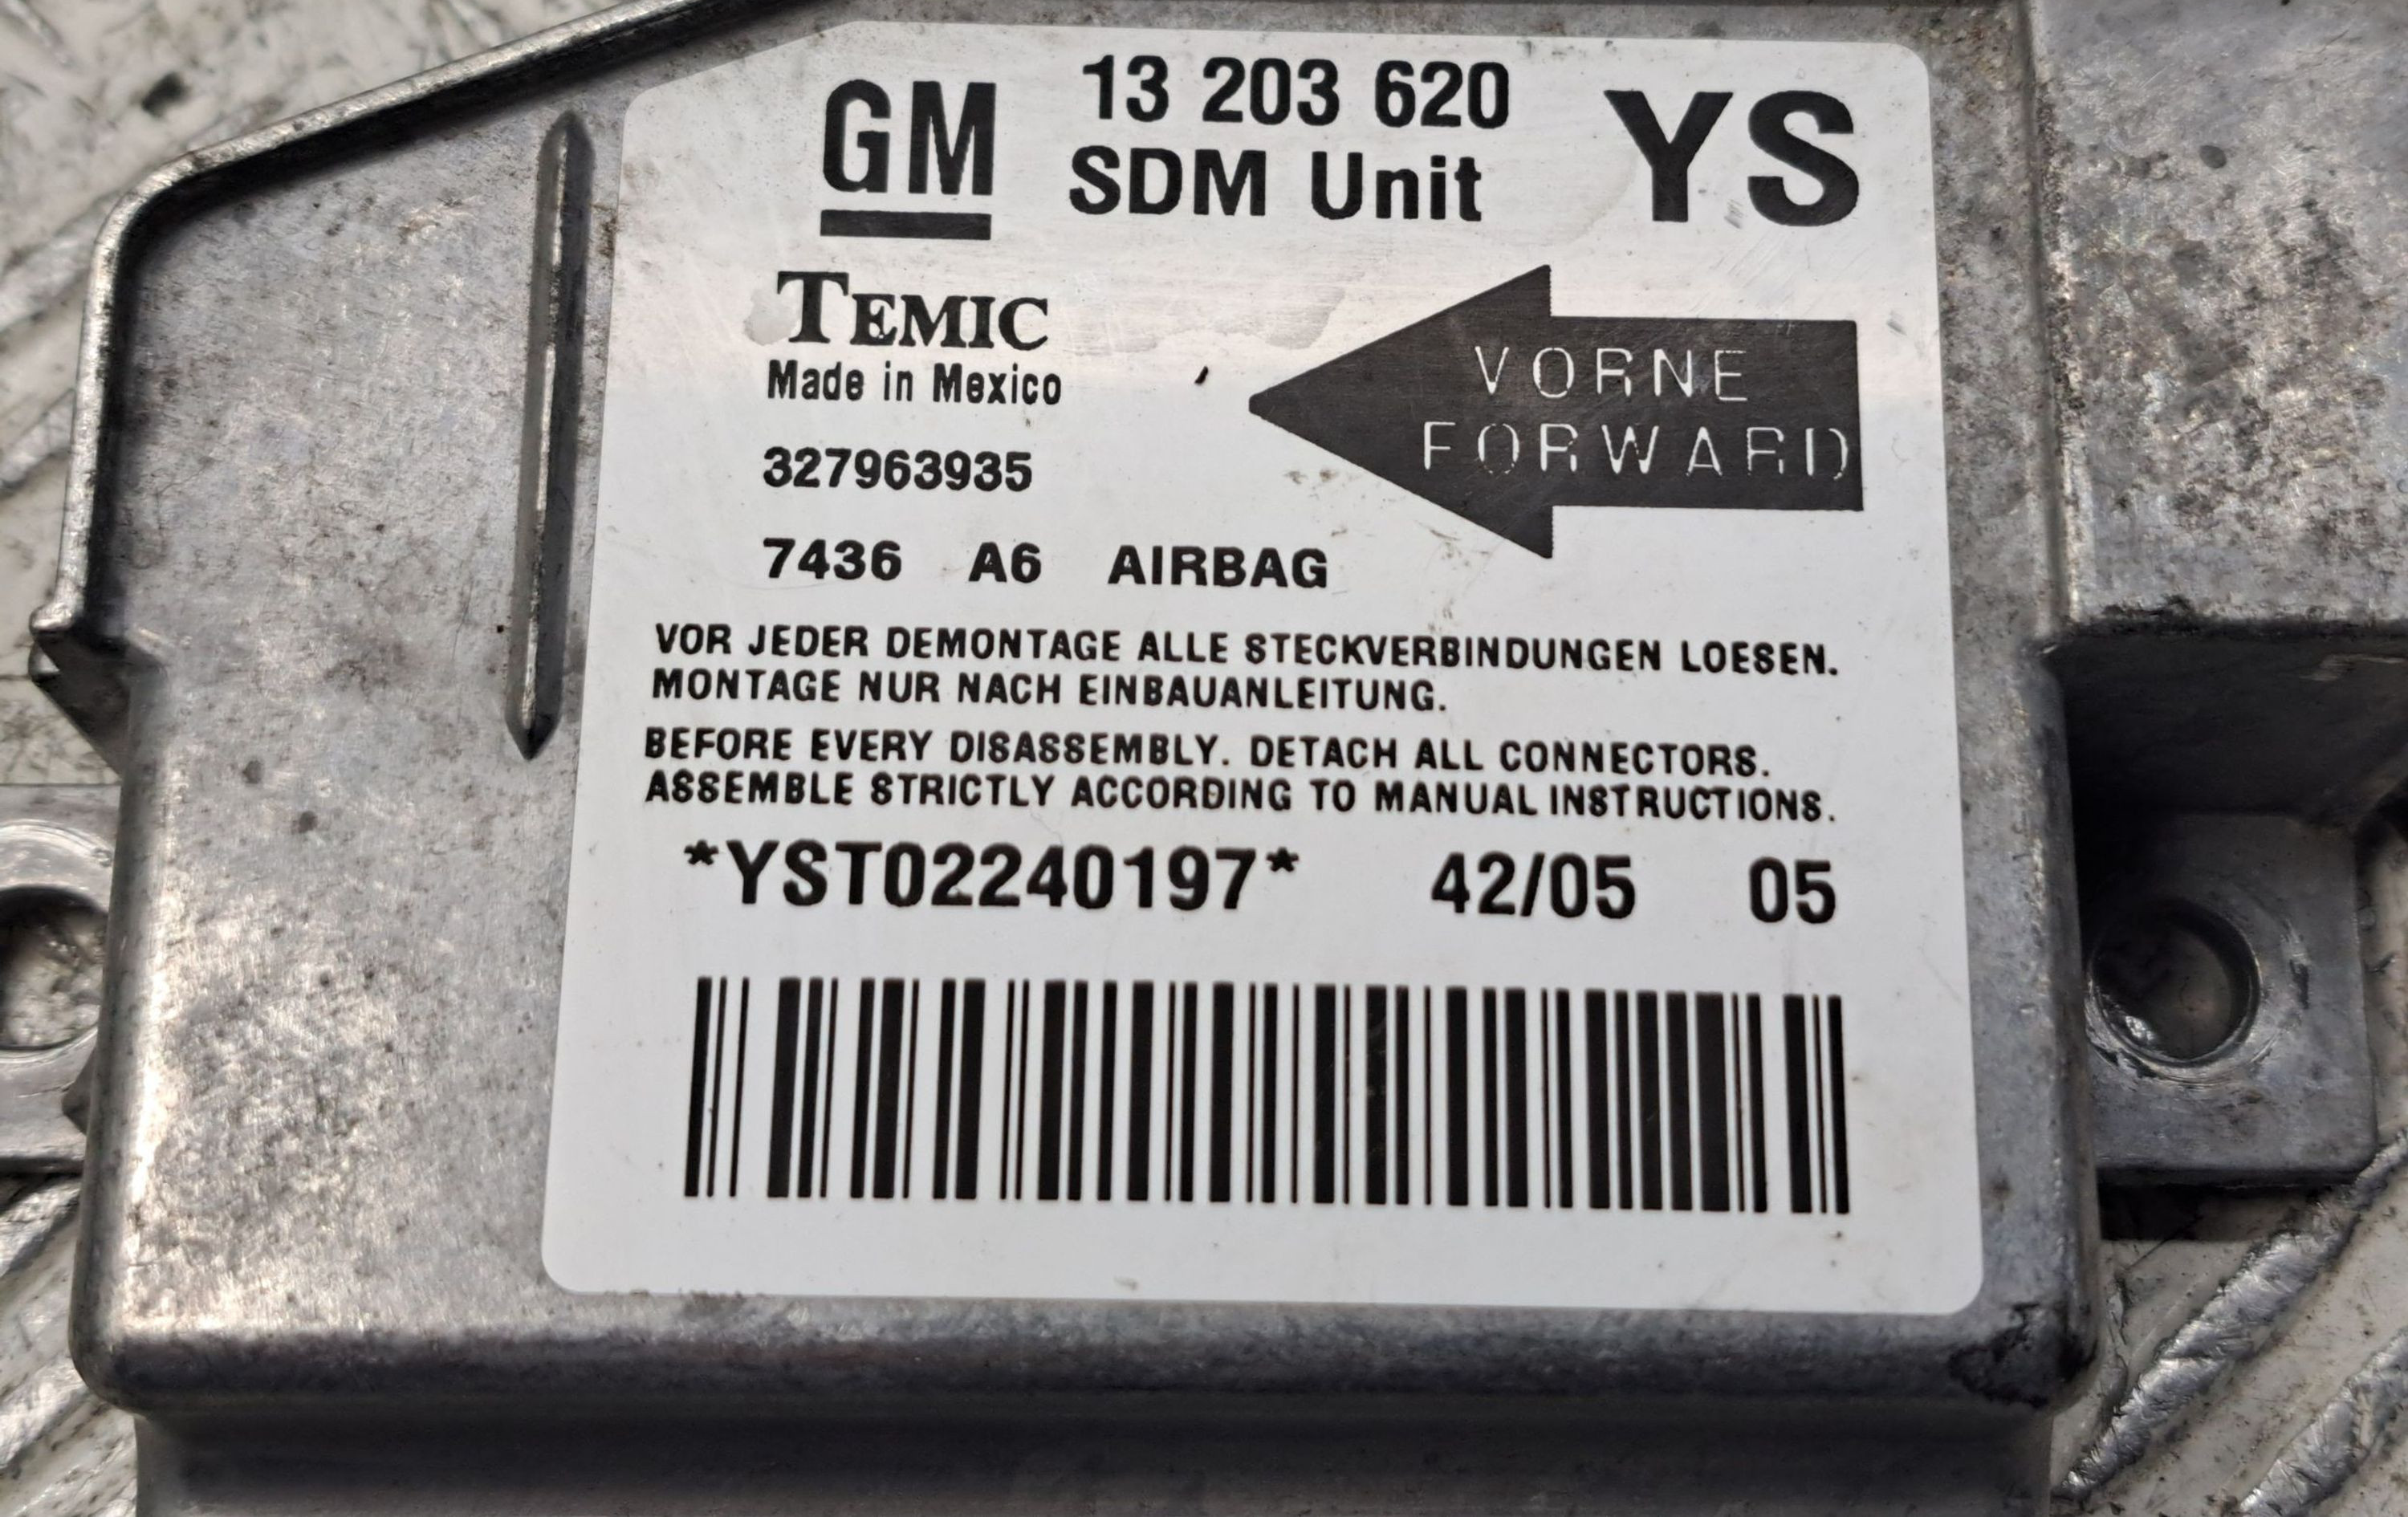 GM 13 203 620 YS
SDM Unit
TEMIC
Made in Mexico
VORNE
FORWARD
327963935
7436 A6 AIRBAG
VOR JEDER DEMONTAGE ALLE STECKVERBINDUNGEN LOESEN.
MONTAGE NUR NACH EINBAUANLEITUNG.
BEFORE EVERY DISASSEMBLY. DETACH ALL CONNECTORS.
ASSEMBLE STRICTLY ACCORDING TO MANUAL INSTRUCTIONS.
*YST02240197* 42/05 05